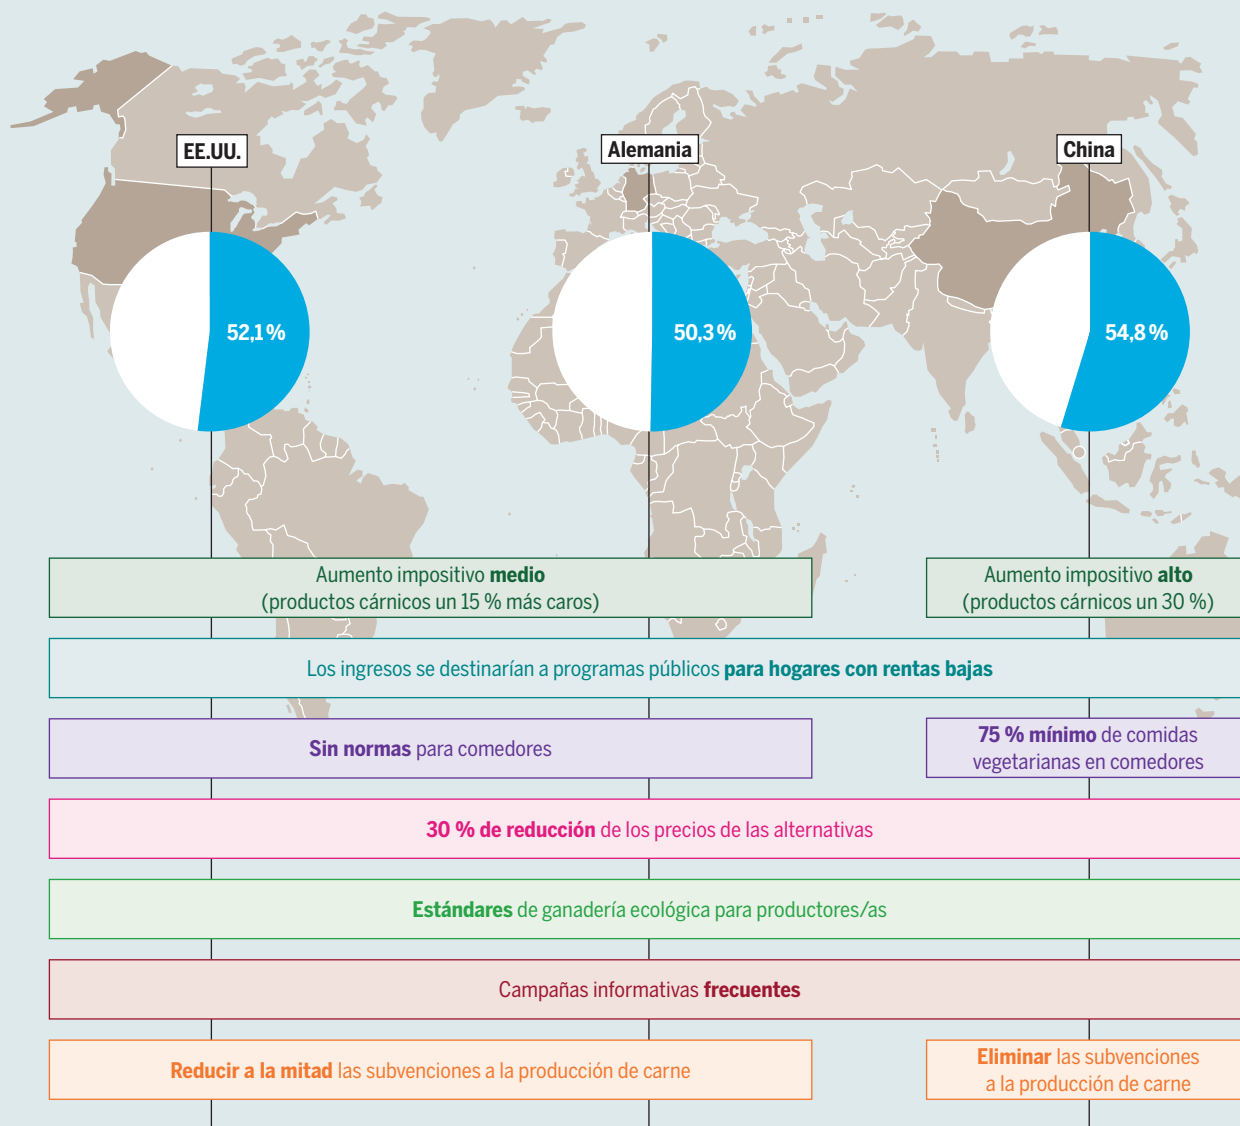 EE.UU.
Alemania
China
52,1 %
50,3 %
54,8 %
Aumento impositivo medio
(productos cárnicos un 15 % más caros)
Aumento impositivo alto
(productos cárnicos un 30 %)
Los ingresos se destinarían a programas públicos para hogares con rentas bajas
Sin normas para comedores
75 % mínimo de comidas
vegetarianas en comedores
30 % de reducción de los precios de las alternativas
Estándares de ganadería ecológica para productores/as
Campañas informativas frecuentes
Reducir a la mitad las subvenciones a la producción de carne
Eliminar las subvenciones
a la producción de carne